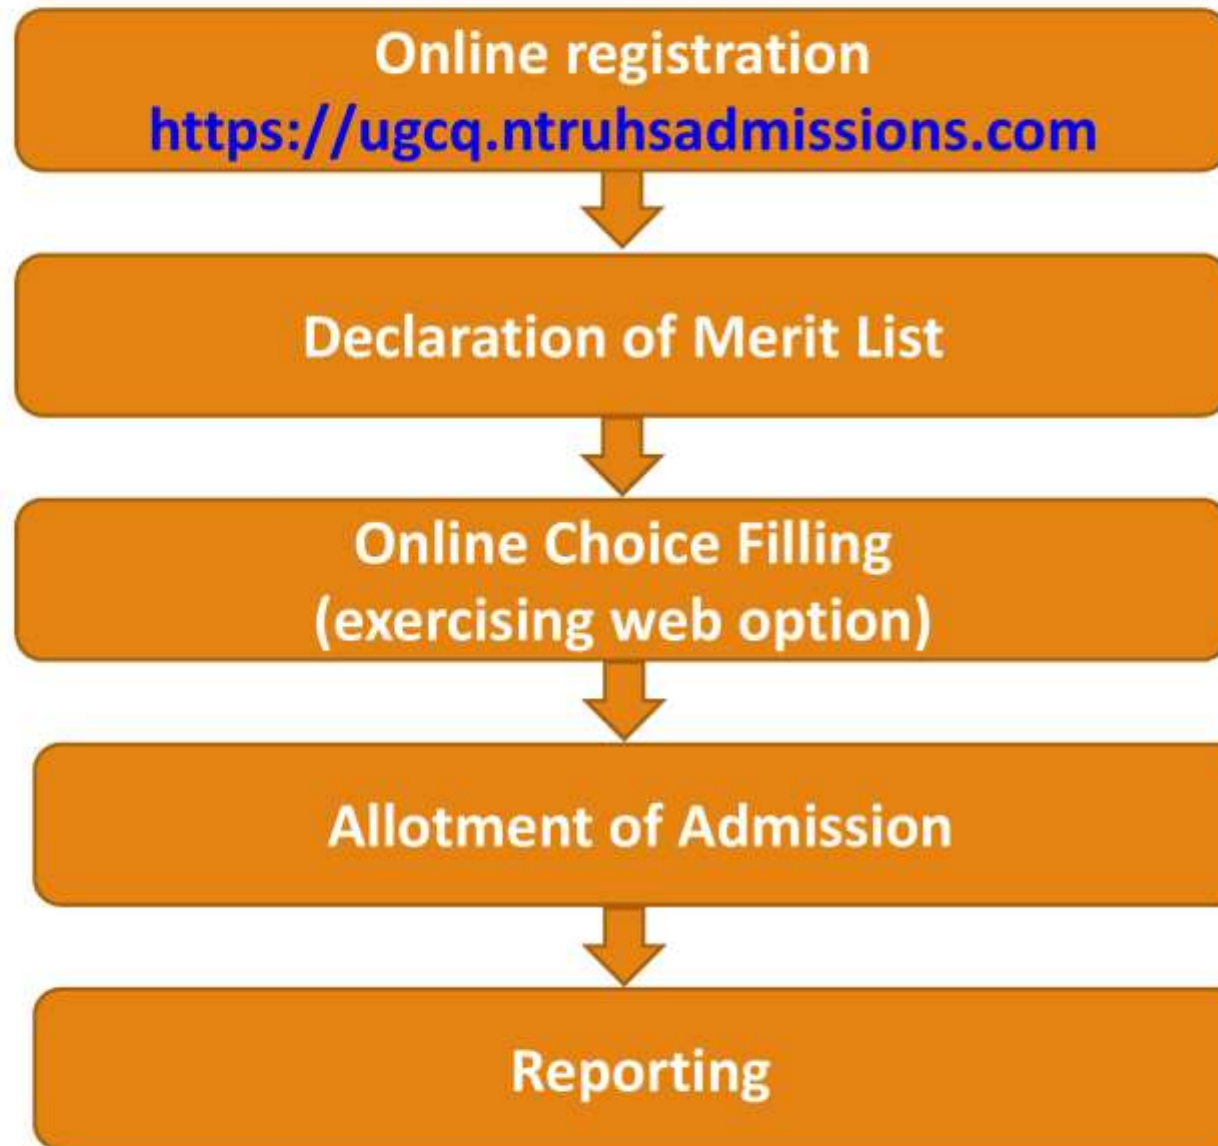 Online registration
https://ugcq.ntruhsadmissions.com
Declaration of Merit List
Online Choice Filling
(exercising web option)
Allotment of Admission
Reporting